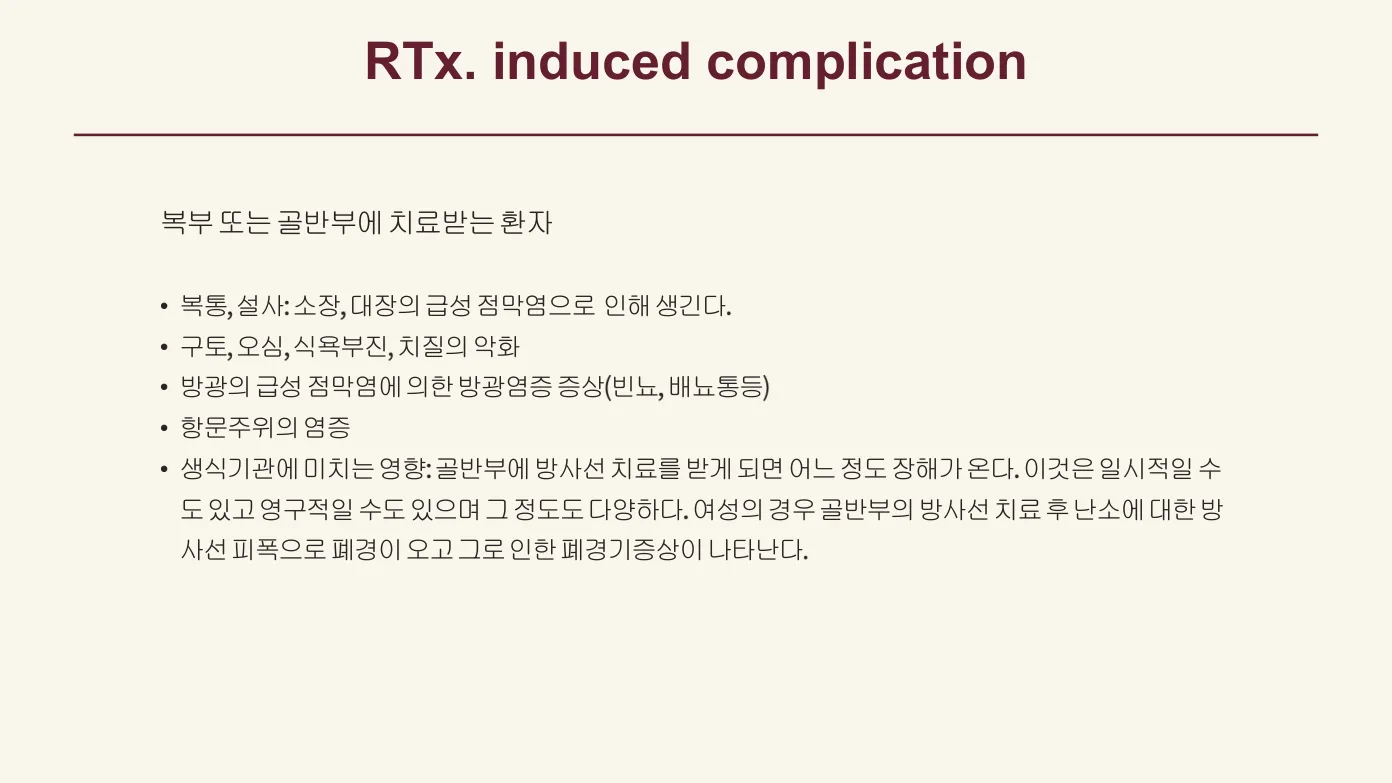 RTx. induced complication
복부 또는 골반부에 치료받는 환자
• 복통, 설사: 소장, 대장의 급성 점막염으로 인해 생긴다.
• 구토, 오심, 식욕부진, 치질의 악화
• 방광의 급성 점막염에 의한 방광염증 증상(빈뇨, 배뇨통등)
• 항문주위의 염증
• 생식기관에 미치는 영향: 골반부에 방사선 치료를 받게 되면 어느 정도 장해가 온다. 이것은 일시적일 수
도 있고 영구적일 수도 있으며 그 정도도 다양하다. 여성의 경우 골반부의 방사선 치료 후 난소에 대한 방
사선 피폭으로 폐경이 오고 그로 인한 폐경기증상이 나타난다.